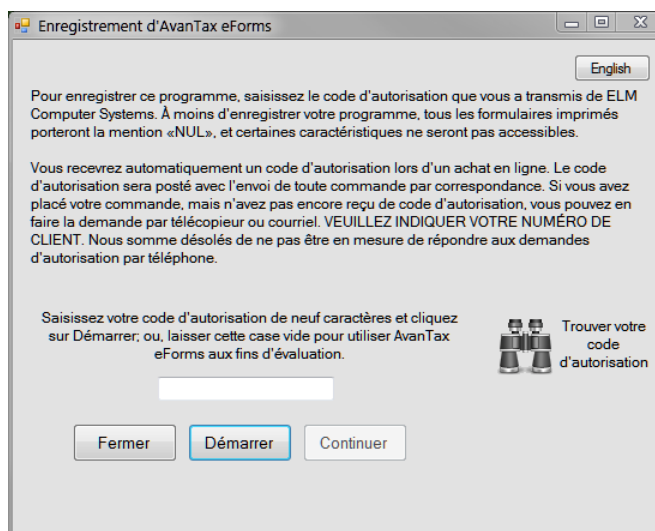 Enregistrement d'AvanTax eForms
English
Pour enregistrer ce programme, saisissez le code d'autorisation que vous a transmis de ELM
Computer Systems. À moins d'enregistrer votre programme, tous les formulaires imprimés
porteront la mention «NUL», et certaines caractéristiques ne seront pas accessibles.
Vous recevrez automatiquement un code d'autorisation lors d'un achat en ligne. Le code
d'autorisation sera posté avec l'envoi de toute commande par correspondance. Si vous avez
placé votre commande, mais n'avez pas encore reçu de code d'autorisation, vous pouvez en
faire la demande par télécopieur ou courriel. VEUILLEZ INDIQUER VOTRE NUMÉRO DE
CLIENT. Nous somme désolés de ne pas être en mesure de répondre aux demandes
d'autorisation par téléphone.
Saisissez votre code d'autorisation de neuf caractères et cliquez
sur Démarrer; ou, laisser cette case vide pour utiliser AvanTax
eForms aux fins d'évaluation.
Trouver votre
code
d'autorisation
Fermer
Démarrer
Continuer